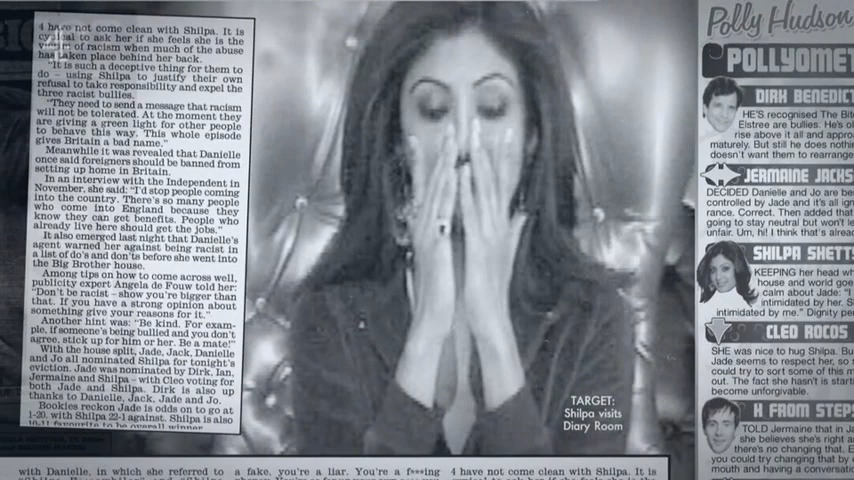 4 have not come clean with Shilpa. It is
cynical to ask her if she feels she is the
victim of racism when much of the abuse
has taken place behind her back.
"It is such a deceptive thing for them to
do – using Shilpa to justify their own
refusal to take responsibility and expel the
three racist bullies.
"They need to send a message that racism
will not be tolerated. At the moment they
are giving a green light for other people
to behave this way. This whole episode
gives Britain a bad name."
Meanwhile it was revealed that Danielle
once said foreigners should be banned from
setting up home in Britain.
In an interview with the Independent in
November, she said: "I'd stop people coming
into the country. There's so many people
who come into England because they
know they can get benefits. People who
already live here should get the jobs."
It also emerged last night that Danielle's
agent warned her against being racist in
a list of do's and don'ts before she went into
the Big Brother house.
Among tips on how to come across well,
publicity expert Angela de Fouw told her:
"Don't be racist – show you're bigger than
that. If you have a strong opinion about
something give your reasons for it."
Another hint was: "Be kind. For exam-
ple, if someone's being bullied and you don't
agree, stick up for him or her. Be a mate!"
With the house split, Jade, Jack, Danielle
and Jo all nominated Shilpa for tonight's
eviction. Jade was nominated by Dirk, Ian,
Jermaine and Shilpa – with Cleo voting for
both Jade and Shilpa. Dirk is also up
thanks to Danielle, Jack, Jade and Jo.
Bookies reckon Jade is odds on to go at
1-20, with Shilpa 22-1 against. Shilpa is also
10-11 favourite to be overall winner
TARGET:
Shilpa visits
Diary Room
Polly Hudson
POLLYOMET
DIRK BENEDICT
HE'S recognised The Bit
Elstree are bullies. He's ol
rise above it all and appro
maturely. But still he does nothin
doesn't want them to rearrange
JERMAINE JACKS
DECIDED Danielle and Jo are be
controlled by Jade and it's all ign
rance. Correct. Then added that
going to stay neutral but won't le
unfair. Um, hi! I think that's alread
SHILPA SHETT
KEEPING her head wh
house and world goe
calm about Jade: "I
intimidated by her. S
intimidated by me." Dignity per
CLEO ROCOS
SHE was nice to hug Shilpa. Bu
Jade seems to respect her, so
could try to sort some of this m
out. The fact she hasn't is starti
become unforgivable.
H FROM STEPS
TOLD Jermaine that in Ja
she believes she's right a
there's no changing that. E
you could try changing that by
mouth and having a conversatio
with Danielle, in which she referred to
a fake, you're a liar. You're a f***ing
4 have not come clean with Shilpa. It is